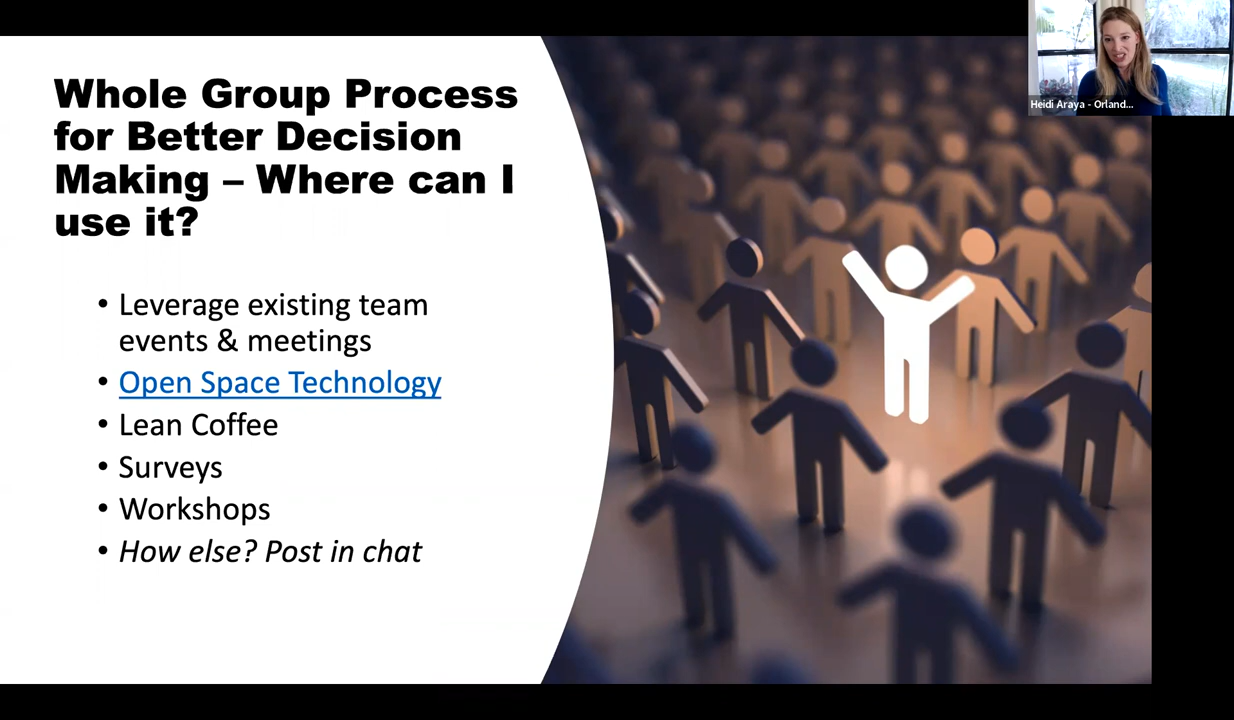 Whole Group Process
for Better Decision
Making – Where can I
use it?
• Leverage existing team
events & meetings
• Open Space Technology
• Lean Coffee
• Surveys
• Workshops
• How else? Post in chat
Heidi Araya - Orland...